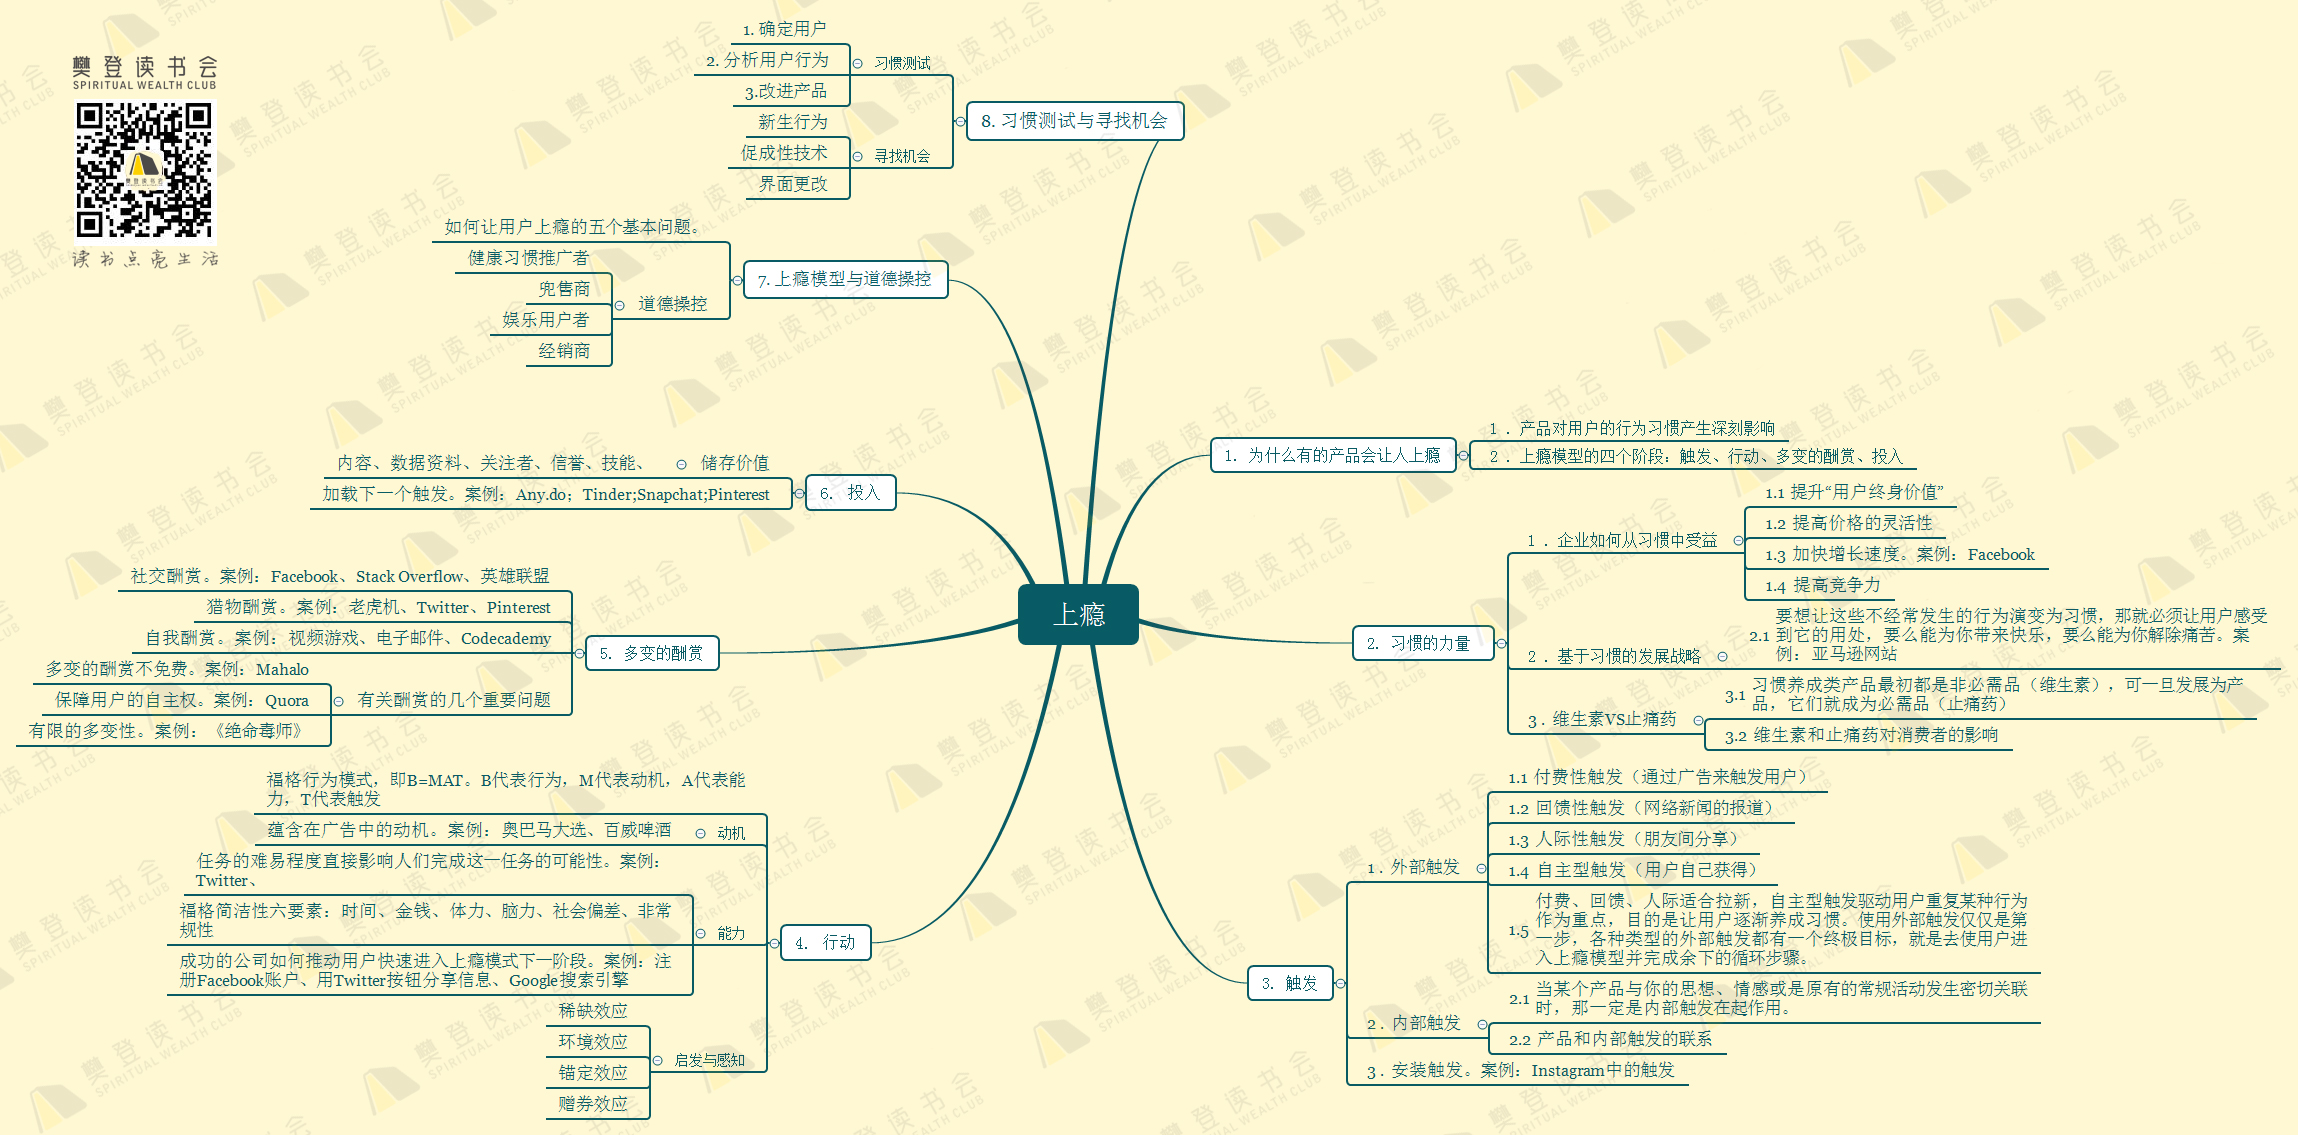 樊登读书会
SPIRITUAL WEALTH CLUB
读书点亮生活
上瘾
1. 为什么有的产品会让人上瘾
1 . 产品对用户的行为习惯产生深刻影响
2 . 上瘾模型的四个阶段：触发、行动、多变的酬赏、投入
2. 习惯的力量
1 . 企业如何从习惯中受益
1.1 提升“用户终身价值”
1.2 提高价格的灵活性
1.3 加快增长速度。案例：Facebook
1.4 提高竞争力
2 . 基于习惯的发展战略
2.1 要想让这些不经常发生的行为演变为习惯，那就必须让用户感受
到它的用处，要么能为你带来快乐，要么能为你解除痛苦。案
例：亚马逊网站
3 . 维生素VS止痛药
3.1 习惯养成类产品最初都是非必需品（维生素），可一旦发展为产
品，它们就成为必需品（止痛药）
3.2 维生素和止痛药对消费者的影响
3. 触发
1 . 外部触发
1.1 付费性触发（通过广告来触发用户）
1.2 回馈性触发（网络新闻的报道）
1.3 人际性触发（朋友间分享）
1.4 自主型触发（用户自己获得）
1.5 付费、回馈、人际适合拉新，自主型触发驱动用户重复某种行为
作为重点，目的是让用户逐渐养成习惯。使用外部触发仅仅是第
一步，各种类型的外部触发都有一个终极目标，就是去使用户进
入上瘾模型并完成余下的循环步骤。
2 . 内部触发
2.1 当某个产品与你的思想、情感或是原有的常规活动发生密切关联
时，那一定是内部触发在起作用。
2.2 产品和内部触发的联系
3 . 安装触发。案例：Instagram中的触发
4. 行动
福格行为模式，即B=MAT。B代表行为，M代表动机，A代表能
力，T代表触发
动机
蕴含在广告中的动机。案例：奥巴马大选、百威啤酒
能力
任务的难易程度直接影响人们完成这一任务的可能性。案例：
Twitter、
福格简洁性六要素：时间、金钱、体力、脑力、社会偏差、非常
规性
成功的公司如何推动用户快速进入上瘾模式下一阶段。案例：注
册Facebook账户、用Twitter按钮分享信息、Google搜索引擎
启发与感知
稀缺效应
环境效应
锚定效应
赠券效应
5. 多变的酬赏
社交酬赏。案例：Facebook、Stack Overflow、英雄联盟
猎物酬赏。案例：老虎机、Twitter、Pinterest
自我酬赏。案例：视频游戏、电子邮件、Codecademy
有关酬赏的几个重要问题
多变的酬赏不免费。案例：Mahalo
保障用户的自主权。案例：Quora
有限的多变性。案例：《绝命毒师》
6. 投入
储存价值
内容、数据资料、关注者、信誉、技能、
加载下一个触发。案例：Any.do；Tinder;Snapchat;Pinterest
7. 上瘾模型与道德操控
如何让用户上瘾的五个基本问题。
道德操控
健康习惯推广者
兜售商
娱乐用户者
经销商
8. 习惯测试与寻找机会
习惯测试
1. 确定用户
2. 分析用户行为
3.改进产品
寻找机会
新生行为
促成性技术
界面更改